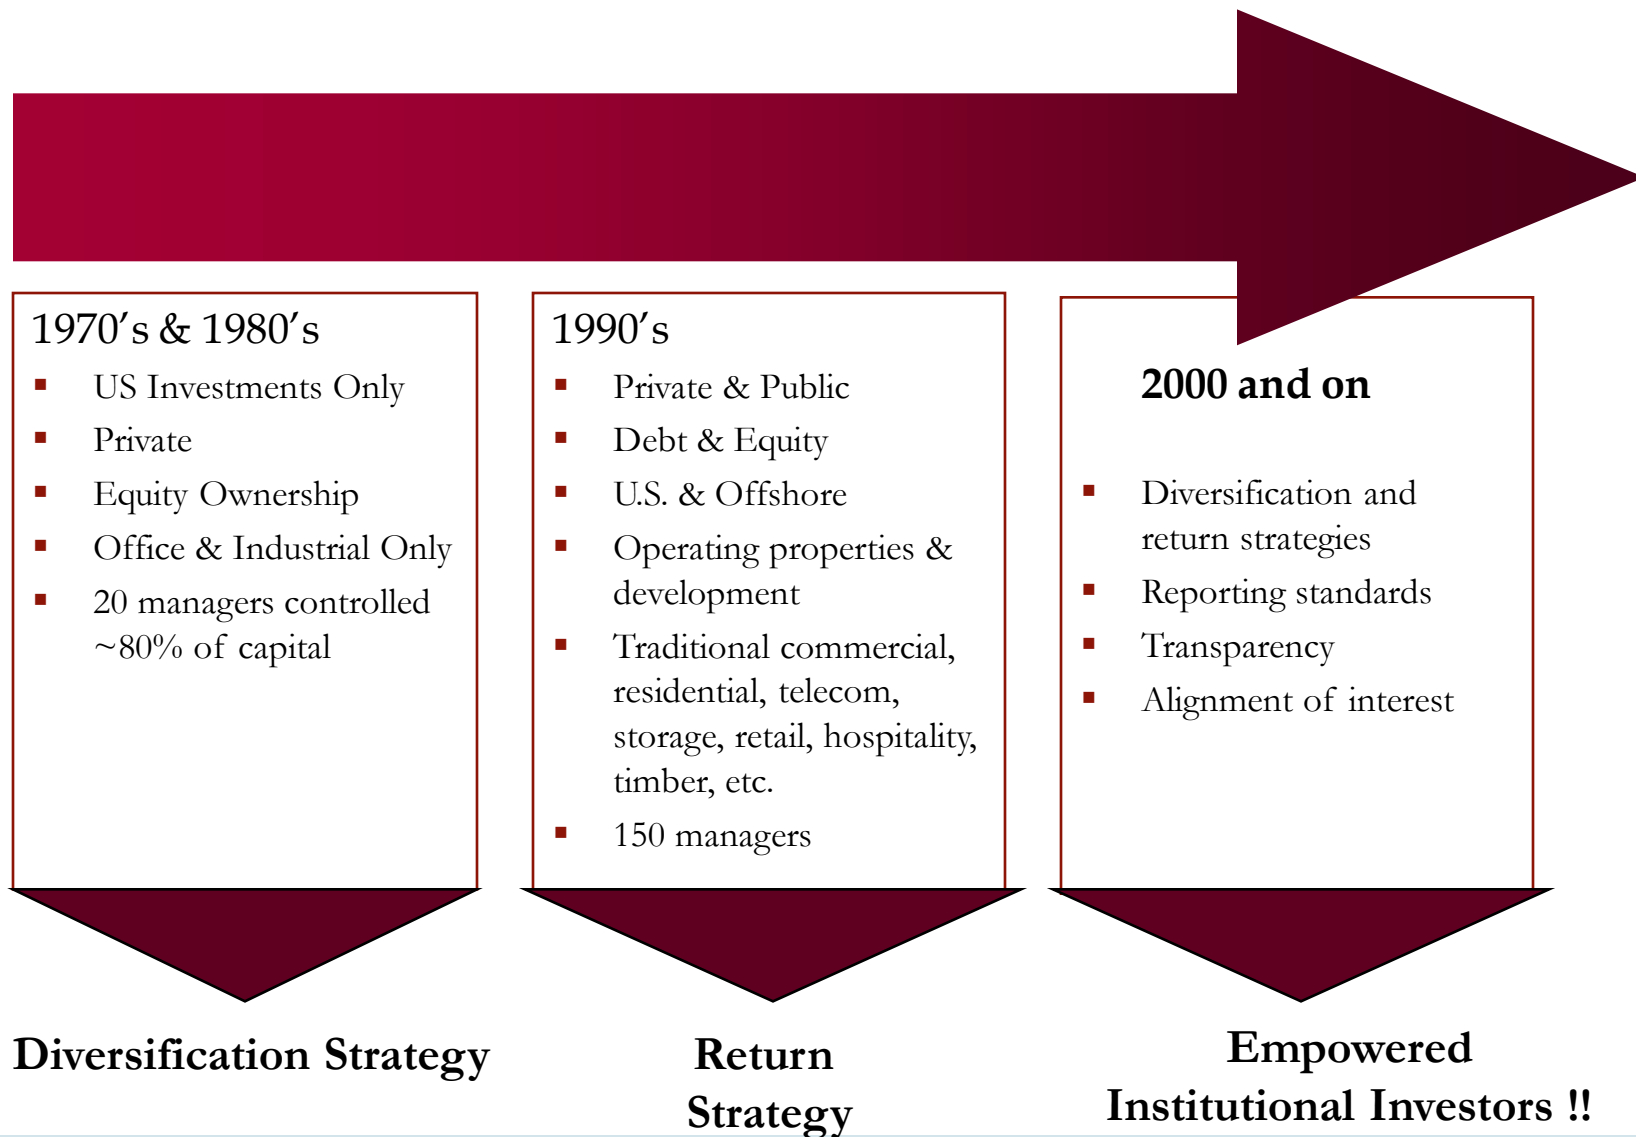 1970's & 1980's
▪ US Investments Only
▪ Private
▪ Equity Ownership
▪ Office & Industrial Only
▪ 20 managers controlled
~80% of capital
Diversification Strategy
1990's
▪ Private & Public
▪ Debt & Equity
▪ U.S. & Offshore
▪ Operating properties &
development
▪ Traditional commercial,
residential, telecom,
storage, retail, hospitality,
timber, etc.
▪ 150 managers
Return
Strategy
2000 and on
▪ Diversification and
return strategies
▪ Reporting standards
▪ Transparency
▪ Alignment of interest
Empowered
Institutional Investors !!